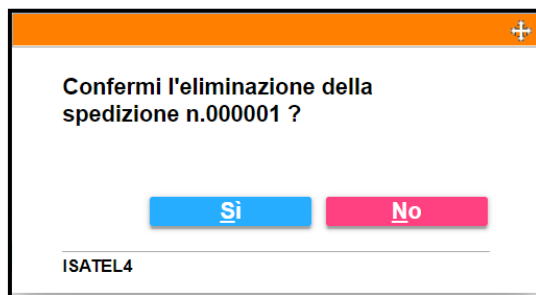 Confermi l'eliminazione della
spedizione n.000001 ?
Sì No
ISATEL4